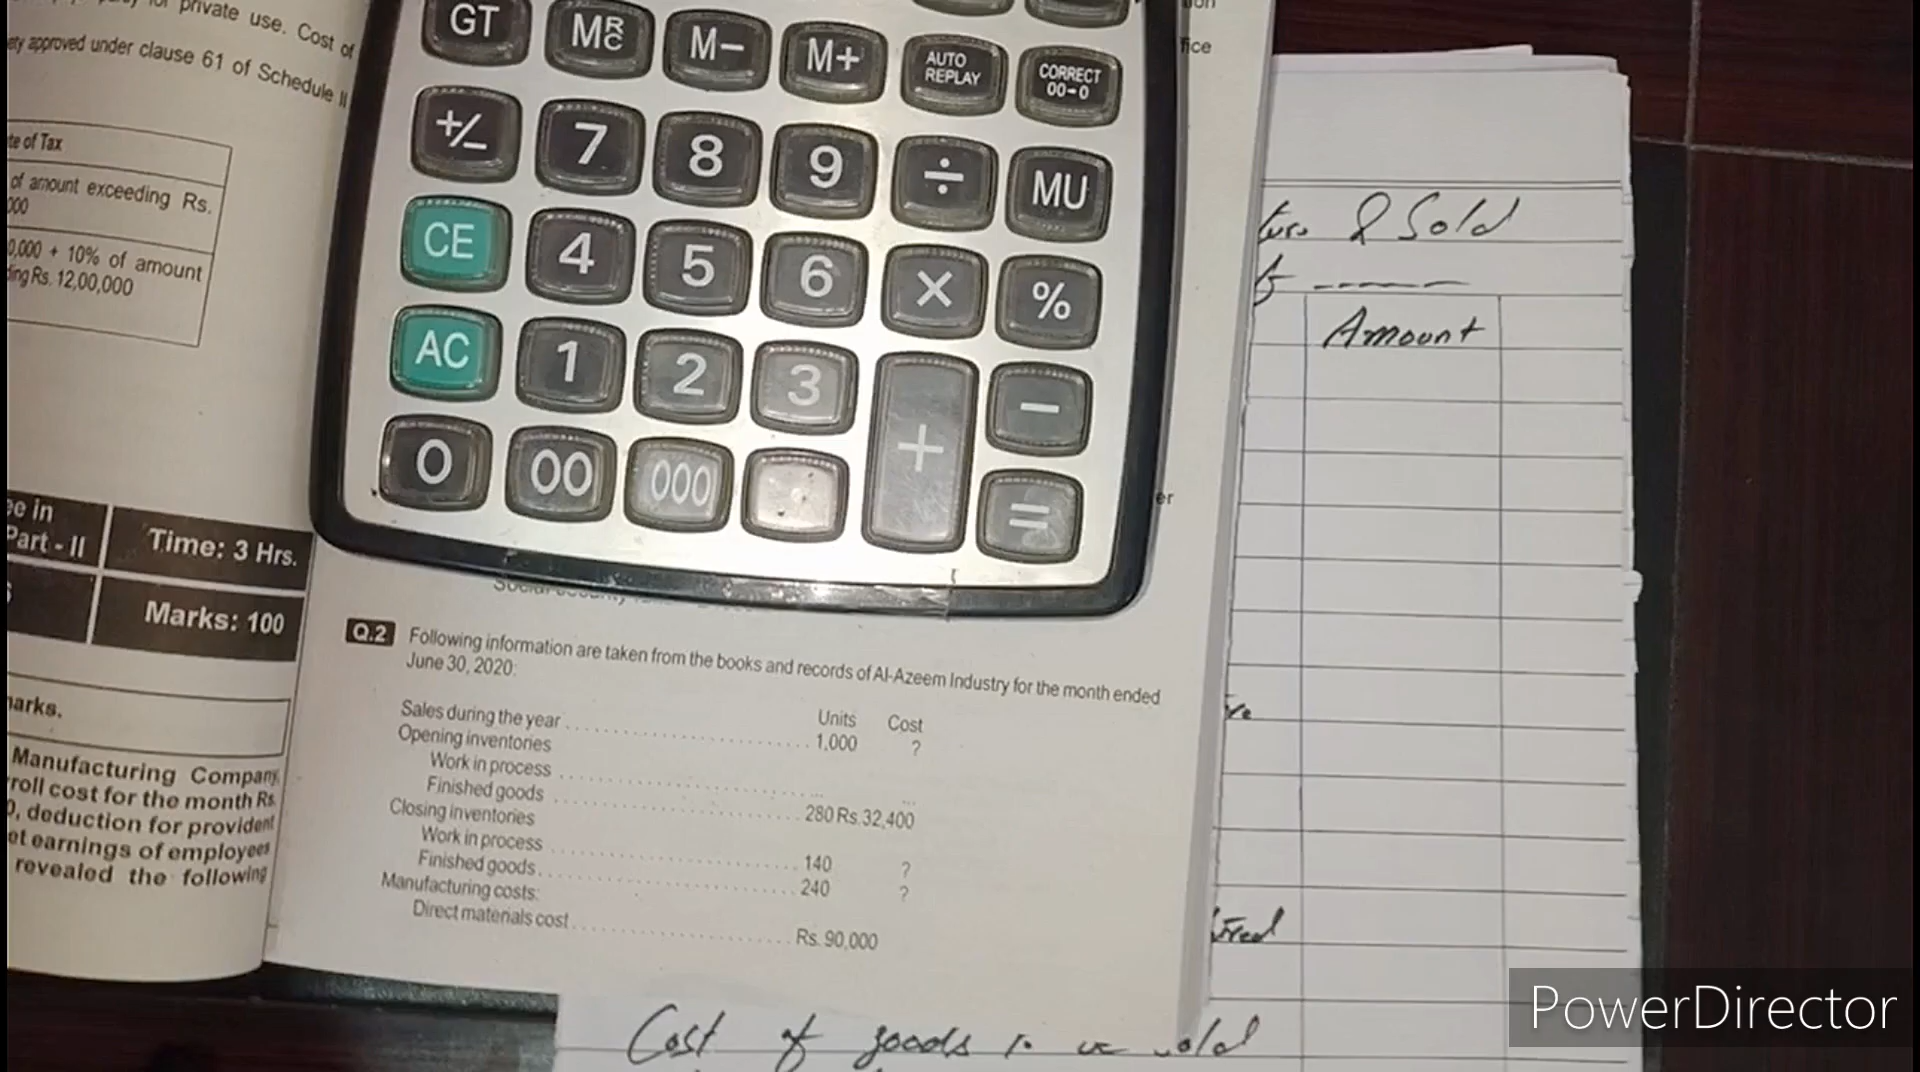 private use. Cost of
approved under clause 61 of Schedule II
of Tax
of amount exceeding Rs.
000
0,000 + 10% of amount
Rs. 12,00,000
in
Part - II
Time: 3 Hrs.
Marks: 100
Manufacturing Company,
cost for the month Rs.
0, deduction for provident
earnings of employees
revealed the following
GT
MRC
M−
M+
AUTO REPLAY
CORRECT 00-0
+/−
7
8
9
÷
MU
CE
4
5
6
×
%
AC
1
2
3
−
0
00
000
+
=
Q.2 Following information are taken from the books and records of Al-Azeem Industry for the month ended
June 30, 2020:
Units Cost
Sales during the year ........ 1,000 ?
Opening inventories
Work in process ........ ... ...
Finished goods ........ 280 Rs.32,400
Closing inventories
Work in process ........ 140 ?
Finished goods ........ 240 ?
Manufacturing costs:
Direct materials cost ........ Rs. 90,000
& Sold
Amount
Cost of goods
PowerDirector